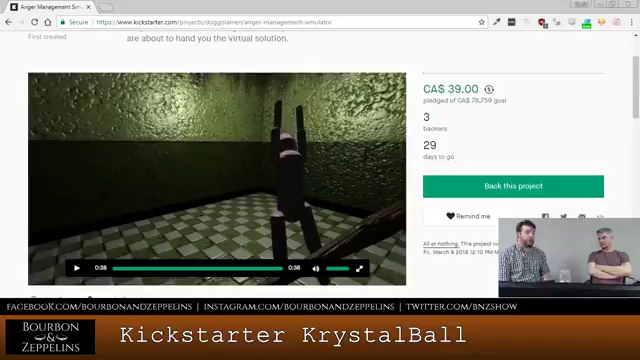 Anger Management Sim
Secure
https://www.kickstarter.com/projects/doggolainen/anger-management-simulator
First created
are about to hand you the virtual solution.
CA$ 39.00
pledged of CA$ 78,759 goal
3
backers
29
days to go
Back this project
Remind me
All or nothing. This project wi
Fri, March 9 2018 12:10 PM
0:38
0:38
FACEBOOK.COM/BOURBONANDZEPPELINS | INSTAGRAM.COM/BOURBONANDZEPPELINS | TWITTER.COM/BNZSHOW
BOURBON
&
ZEPPELINS
Kickstarter KrystalBall